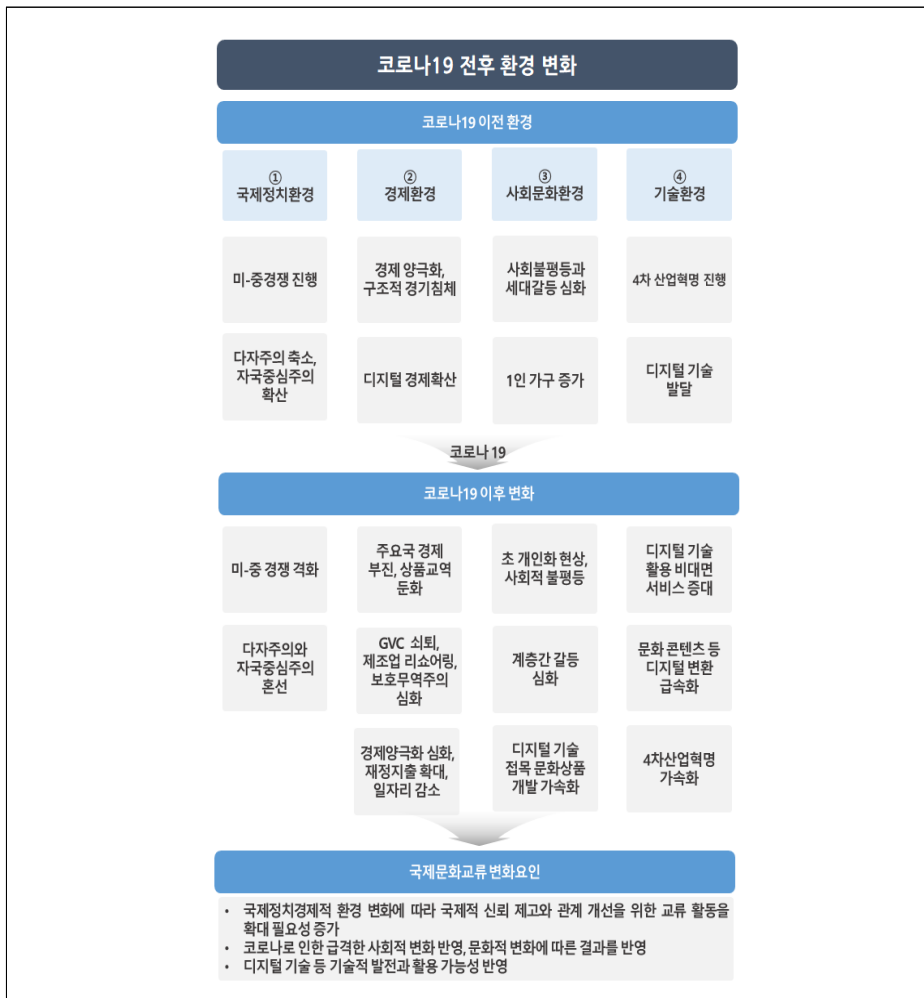 코로나19 전후 환경 변화
코로나19 이전 환경
①
국제정치환경
②
경제환경
③
사회문화환경
④
기술환경
미-중경쟁 진행
경제 양극화,
구조적 경기침체
사회불평등과
세대갈등 심화
4차 산업혁명 진행
다자주의 축소,
자국중심주의
확산
디지털 경제확산
1인 가구 증가
디지털 기술
발달
코로나 19
코로나19 이후 변화
미-중 경쟁 격화
주요국 경제
부진, 상품교역
둔화
초 개인화 현상,
사회적 불평등
디지털 기술
활용 비대면
서비스 증대
다자주의와
자국중심주의
혼선
GVC 쇠퇴,
제조업 리쇼어링,
보호무역주의
심화
계층간 갈등
심화
문화 콘텐츠 등
디지털 변환
급속화
경제양극화 심화,
재정지출 확대,
일자리 감소
디지털 기술
접목 문화상품
개발 가속화
4차산업혁명
가속화
국제문화교류 변화요인
• 국제정치경제적 환경 변화에 따라 국제적 신뢰 제고와 관계 개선을 위한 교류 활동을
확대 필요성 증가
• 코로나로 인한 급격한 사회적 변화 반영, 문화적 변화에 따른 결과를 반영
• 디지털 기술 등 기술적 발전과 활용 가능성 반영